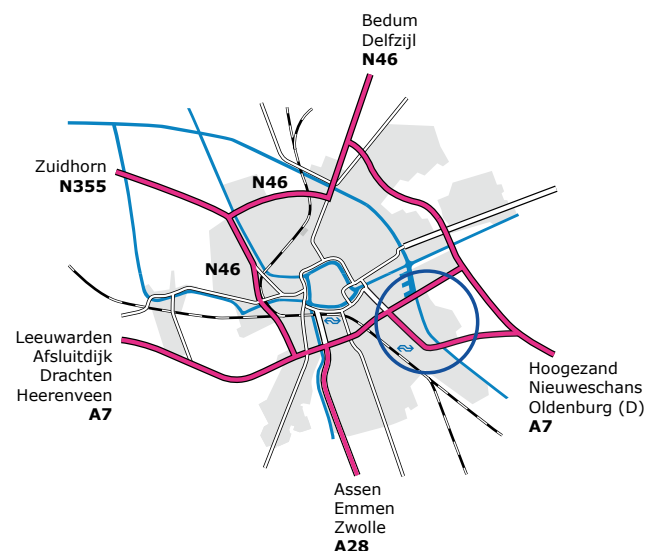 Bedum
Delfzijl
N46
Zuidhorn
N355
N46
N46
Leeuwarden
Afsluitdijk
Drachten
Heerenveen
A7
Hoogezand
Nieuweschans
Oldenburg (D)
A7
Assen
Emmen
Zwolle
A28